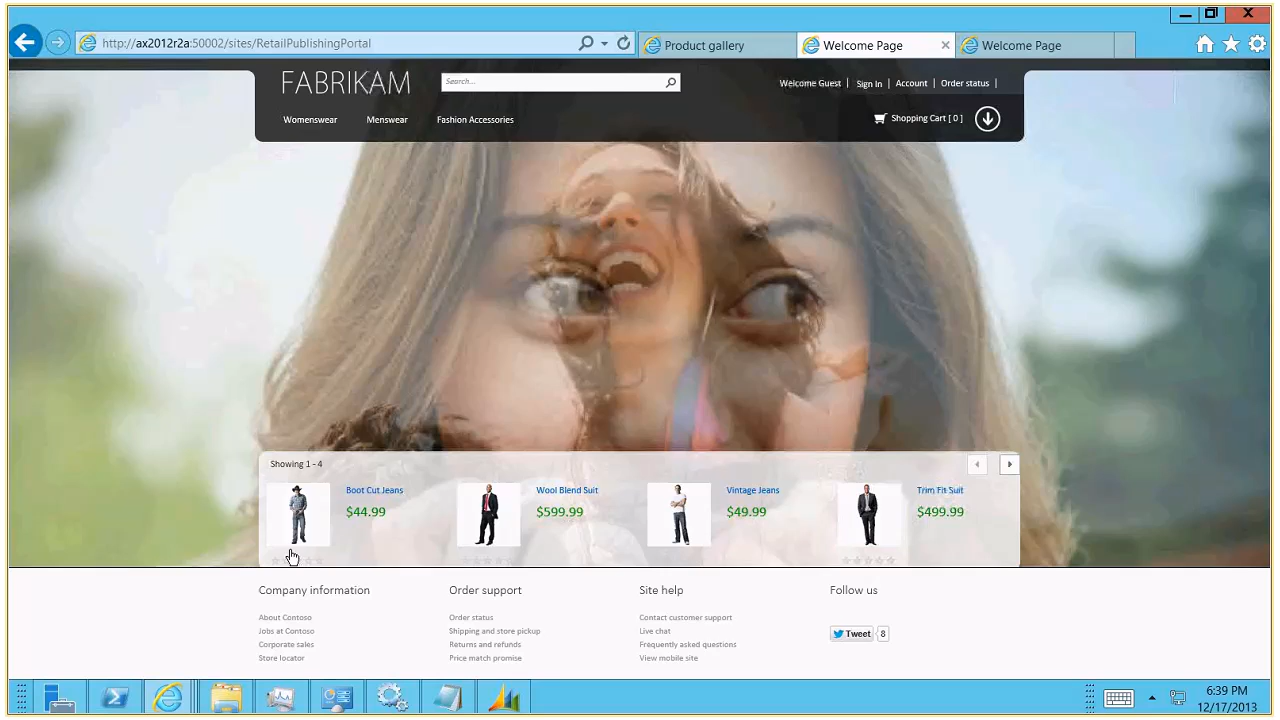 http://ax2012r2a:50002/sites/RetailPublishingPortal
Product gallery
Welcome Page
Welcome Page
FABRIKAM
Search...
Welcome Guest | Sign In | Account | Order status |
Womenswear
Menswear
Fashion Accessories
Shopping Cart [ 0 ]
Showing 1 - 4
Boot Cut Jeans
$44.99
Wool Blend Suit
$599.99
Vintage Jeans
$49.99
Trim Fit Suit
$499.99
Company information
About Contoso
Jobs at Contoso
Corporate sales
Store locator
Order support
Order status
Shipping and store pickup
Returns and refunds
Price match promise
Site help
Contact customer support
Live chat
Frequently asked questions
View mobile site
Follow us
Tweet
8
6:39 PM
12/17/2013